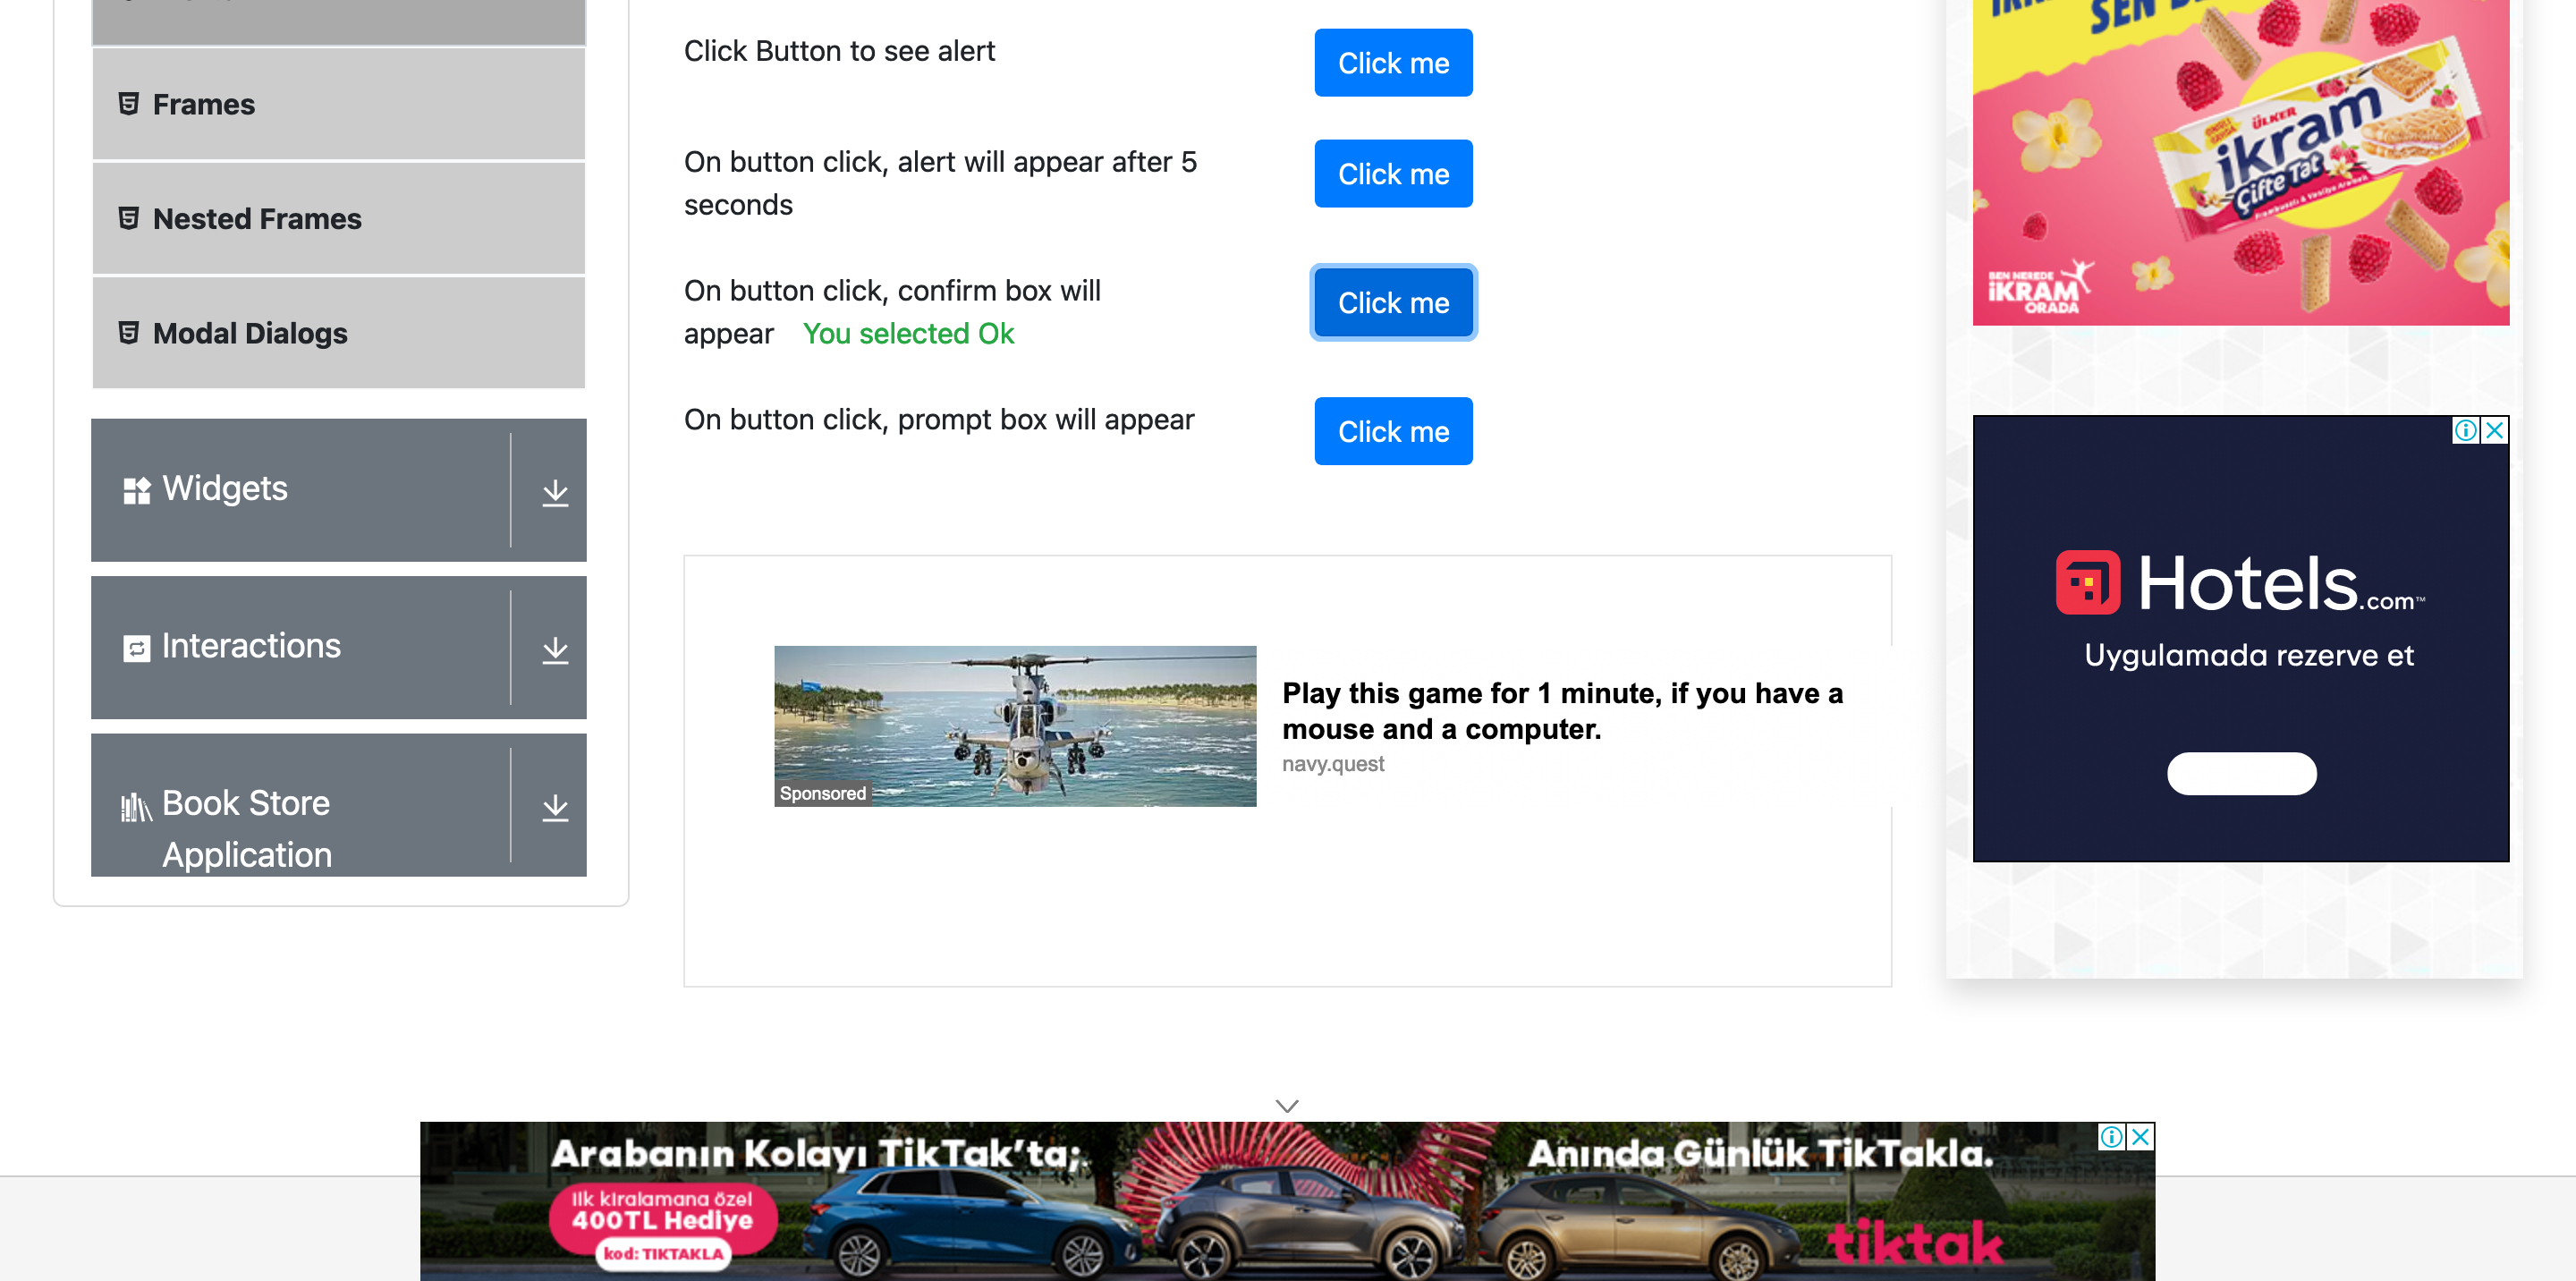 Frames
Nested Frames
Modal Dialogs
Widgets
Interactions
Book Store
Application
Click Button to see alert
Click me
On button click, alert will appear after 5
seconds
Click me
On button click, confirm box will
appear You selected Ok
Click me
On button click, prompt box will appear
Click me
Sponsored
Play this game for 1 minute, if you have a
mouse and a computer.
navy.quest
SEN
ÜLKER
ikram
Çifte Tat
BEN NEREDE
iKRAM
ORADA
Hotels.com™
Uygulamada rezerve et
Arabanın Kolayı TikTak'ta;
Anında Günlük TikTakla.
İlk kiralamana özel
400TL Hediye
kod: TIKTAKLA
tiktak